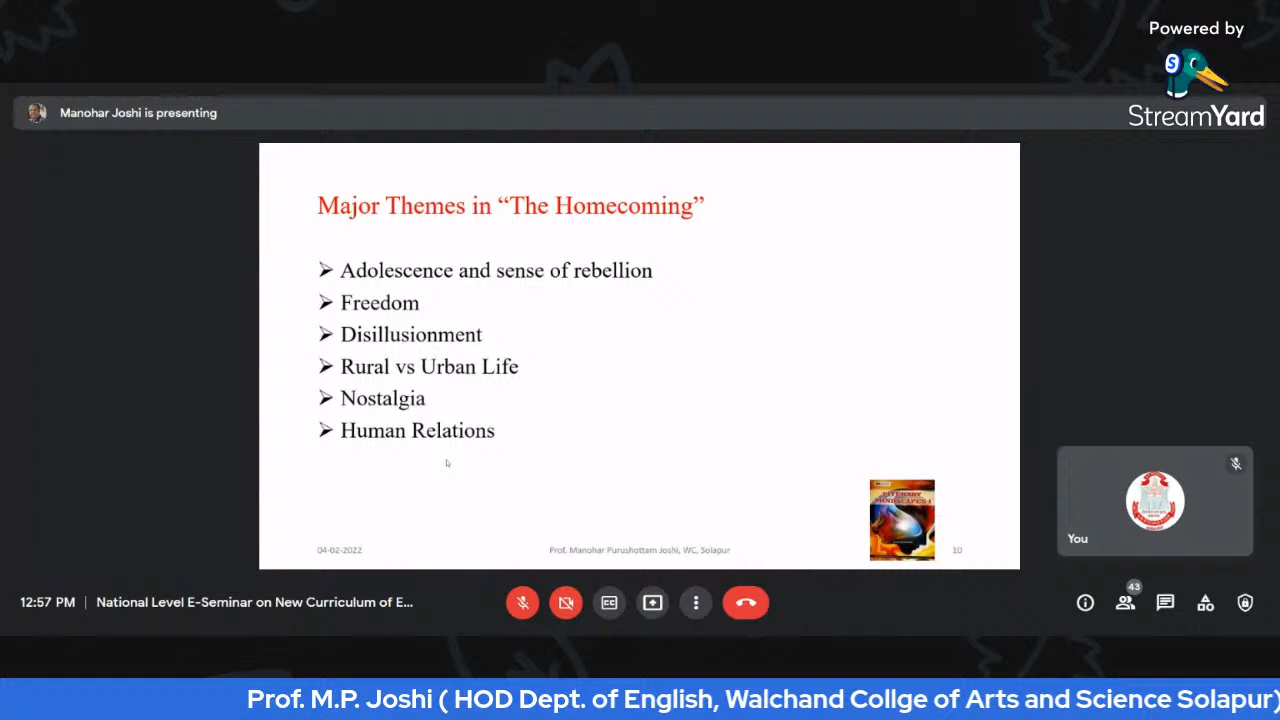 Powered by
StreamYard
Manohar Joshi is presenting
Major Themes in “The Homecoming”
➢ Adolescence and sense of rebellion
➢ Freedom
➢ Disillusionment
➢ Rural vs Urban Life
➢ Nostalgia
➢ Human Relations
LITERARY
MINDSCAPES-I
04-02-2022
Prof. Manohar Purushottam Joshi, WC, Solapur
10
You
12:57 PM | National Level E-Seminar on New Curriculum of E...
43
Prof. M.P. Joshi ( HOD Dept. of English, Walchand Collge of Arts and Science Solapur)